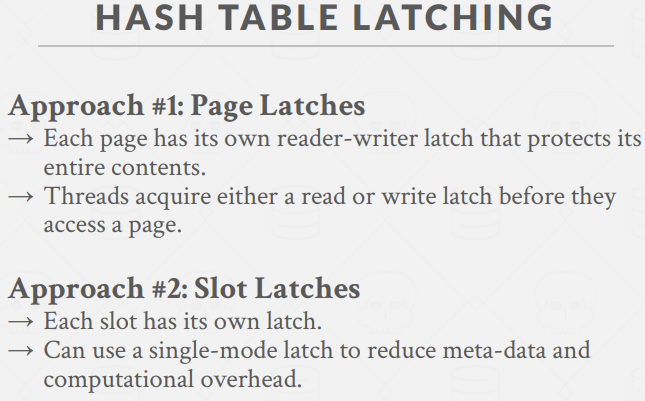 HASH TABLE LATCHING
Approach #1: Page Latches
→ Each page has its own reader-writer latch that protects its
entire contents.
→ Threads acquire either a read or write latch before they
access a page.
Approach #2: Slot Latches
→ Each slot has its own latch.
→ Can use a single-mode latch to reduce meta-data and
computational overhead.